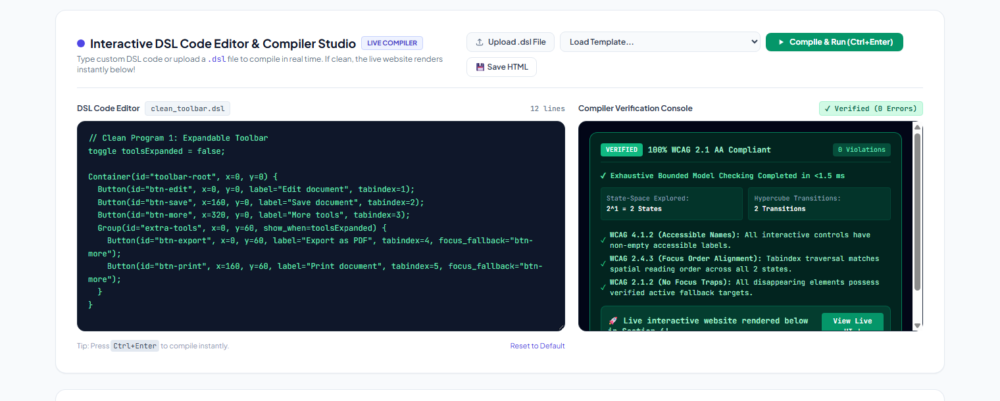 Interactive DSL Code Editor & Compiler Studio LIVE COMPILER
Type custom DSL code or upload a .dsl file to compile in real time. If clean, the live website renders
instantly below!
Upload .dsl File
Load Template...
Compile & Run (Ctrl+Enter)
Save HTML
DSL Code Editor clean_toolbar.dsl 12 lines
// Clean Program 1: Expandable Toolbar
toggle toolsExpanded = false;
Container(id="toolbar-root", x=0, y=0) {
Button(id="btn-edit", x=0, y=0, label="Edit document", tabindex=1);
Button(id="btn-save", x=160, y=0, label="Save document", tabindex=2);
Button(id="btn-more", x=320, y=0, label="More tools", tabindex=3);
Group(id="extra-tools", x=0, y=60, show_when=toolsExpanded) {
Button(id="btn-export", x=0, y=60, label="Export as PDF", tabindex=4, focus_fallback="btn-
more");
Button(id="btn-print", x=160, y=60, label="Print document", tabindex=5, focus_fallback="btn-
more");
}
}
Tip: Press Ctrl+Enter to compile instantly.
Reset to Default
Compiler Verification Console ✓ Verified (0 Errors)
VERIFIED 100% WCAG 2.1 AA Compliant 0 Violations
✓ Exhaustive Bounded Model Checking Completed in <1.5 ms
State-Space Explored:
2^1 = 2 States
Hypercube Transitions:
2 Transitions
✓ WCAG 4.1.2 (Accessible Names): All interactive controls have
non-empty accessible labels.
✓ WCAG 2.4.3 (Focus Order Alignment): Tabindex traversal matches
spatial reading order across all 2 states.
✓ WCAG 2.1.2 (No Focus Traps): All disappearing elements possess
verified active fallback targets.
🚀 Live interactive website rendered below
View Live